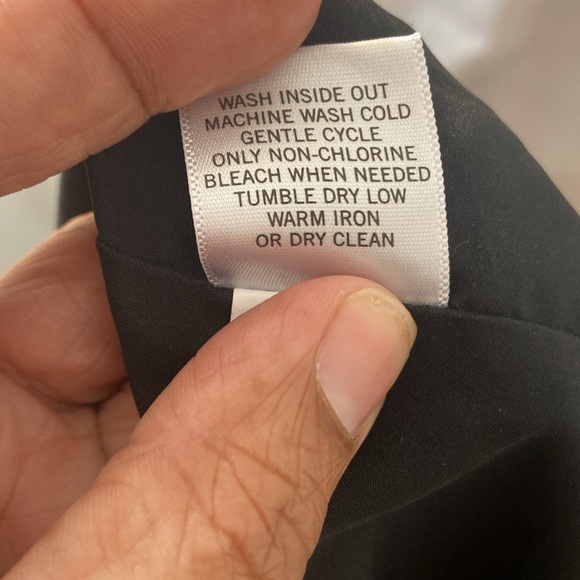 WASH INSIDE OUT
MACHINE WASH COLD
GENTLE CYCLE
ONLY NON-CHLORINE
BLEACH WHEN NEEDED
TUMBLE DRY LOW
WARM IRON
OR DRY CLEAN